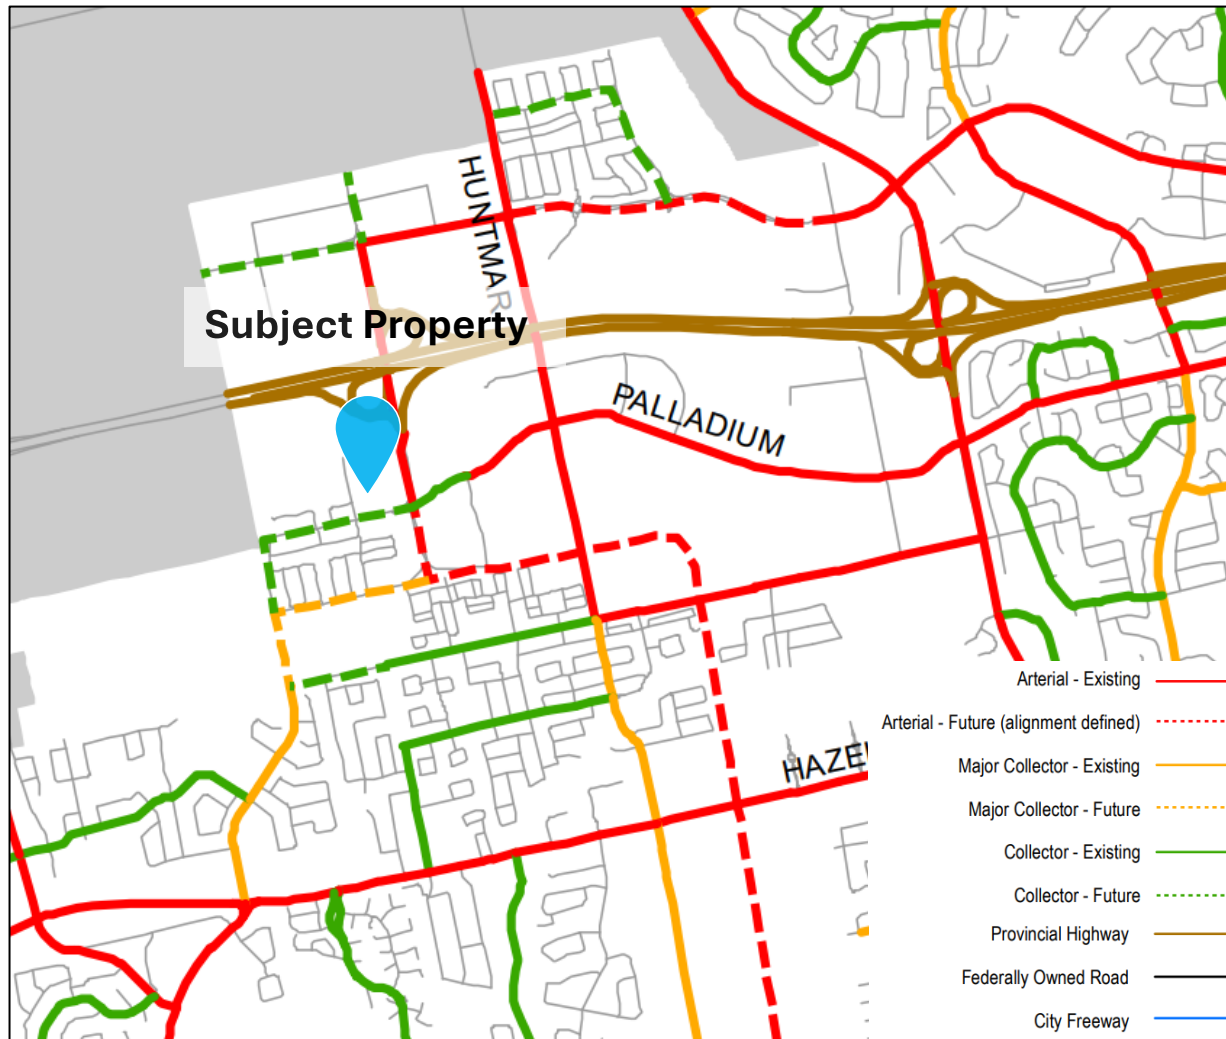 HUNTMAR
Subject Property
PALLADIUM
HAZE
Arterial - Existing
Arterial - Future (alignment defined)
Major Collector - Existing
Major Collector - Future
Collector - Existing
Collector - Future
Provincial Highway
Federally Owned Road
City Freeway